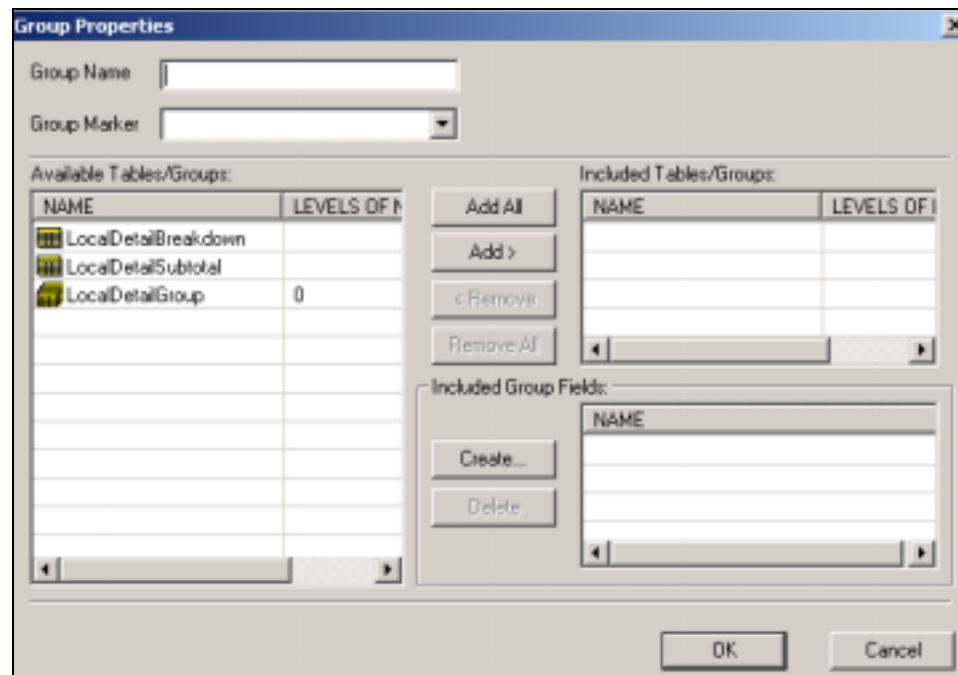 Group Properties
Group Name
Group Marker
Available Tables/Groups:
NAME LEVELS OF N
LocalDetailBreakdown
LocalDetailSubtotal
LocalDetailGroup 0
Add All
Add >
< Remove
Remove All
Included Tables/Groups:
NAME LEVELS OF
Included Group Fields:
NAME
Create...
Delete
OK
Cancel